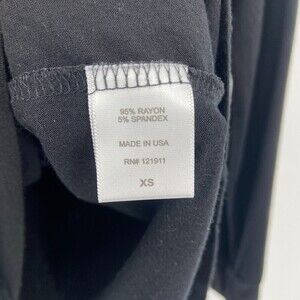 95% RAYON
5% SPANDEX
MADE IN USA
RN# 121911
XS